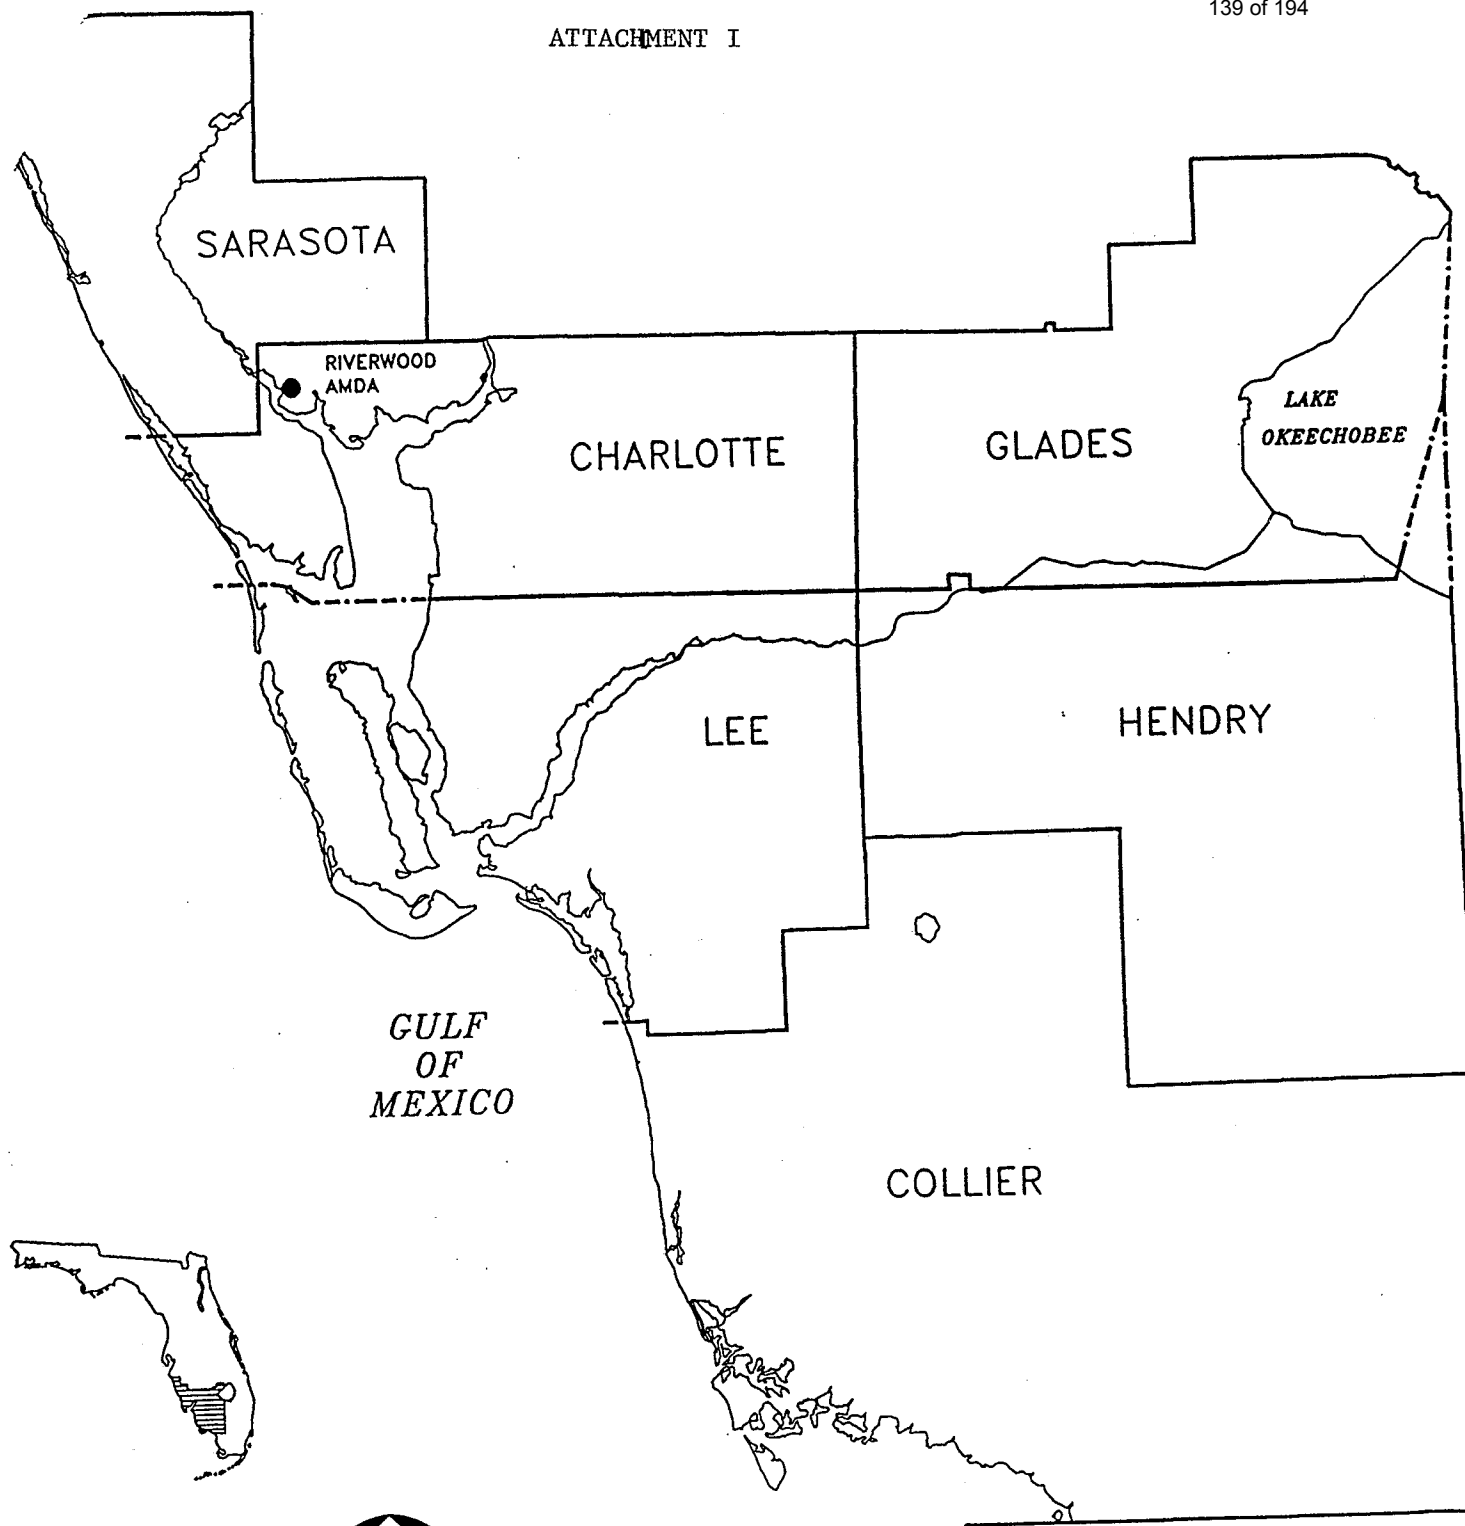 139 of 194
ATTACHMENT I
SARASOTA
RIVERWOOD
AMDA
CHARLOTTE
GLADES
LAKE
OKEECHOBEE
LEE
HENDRY
GULF
OF
MEXICO
COLLIER